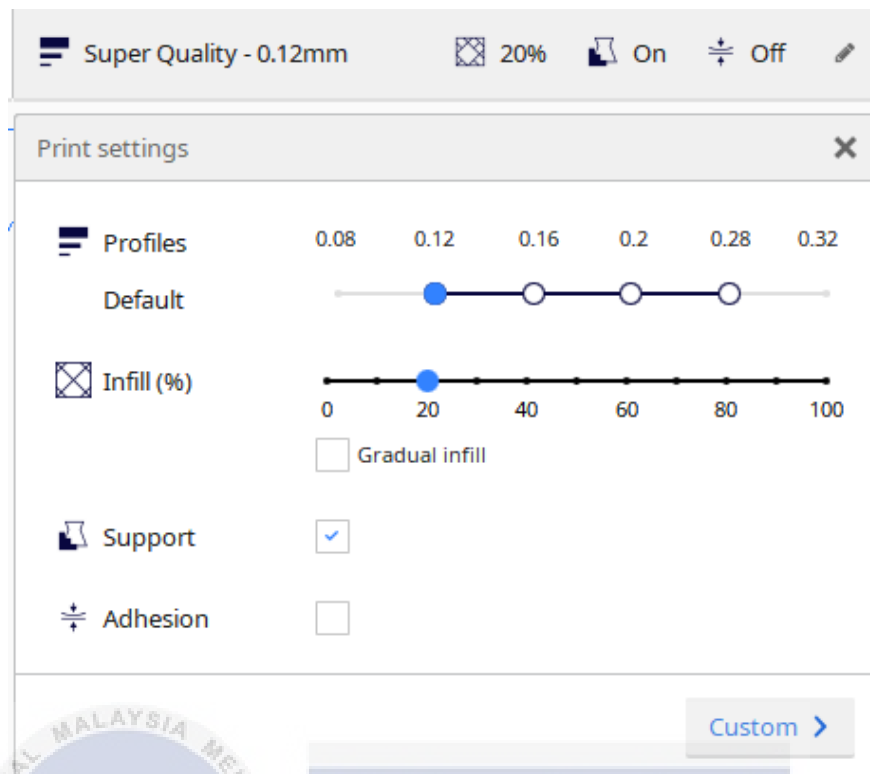 Super Quality - 0.12mm 20% On Off
Print settings
Profiles 0.08 0.12 0.16 0.2 0.28 0.32
Default
Infill (%)
0 20 40 60 80 100
Gradual infill
Support
Adhesion
Custom
MALAYSIA